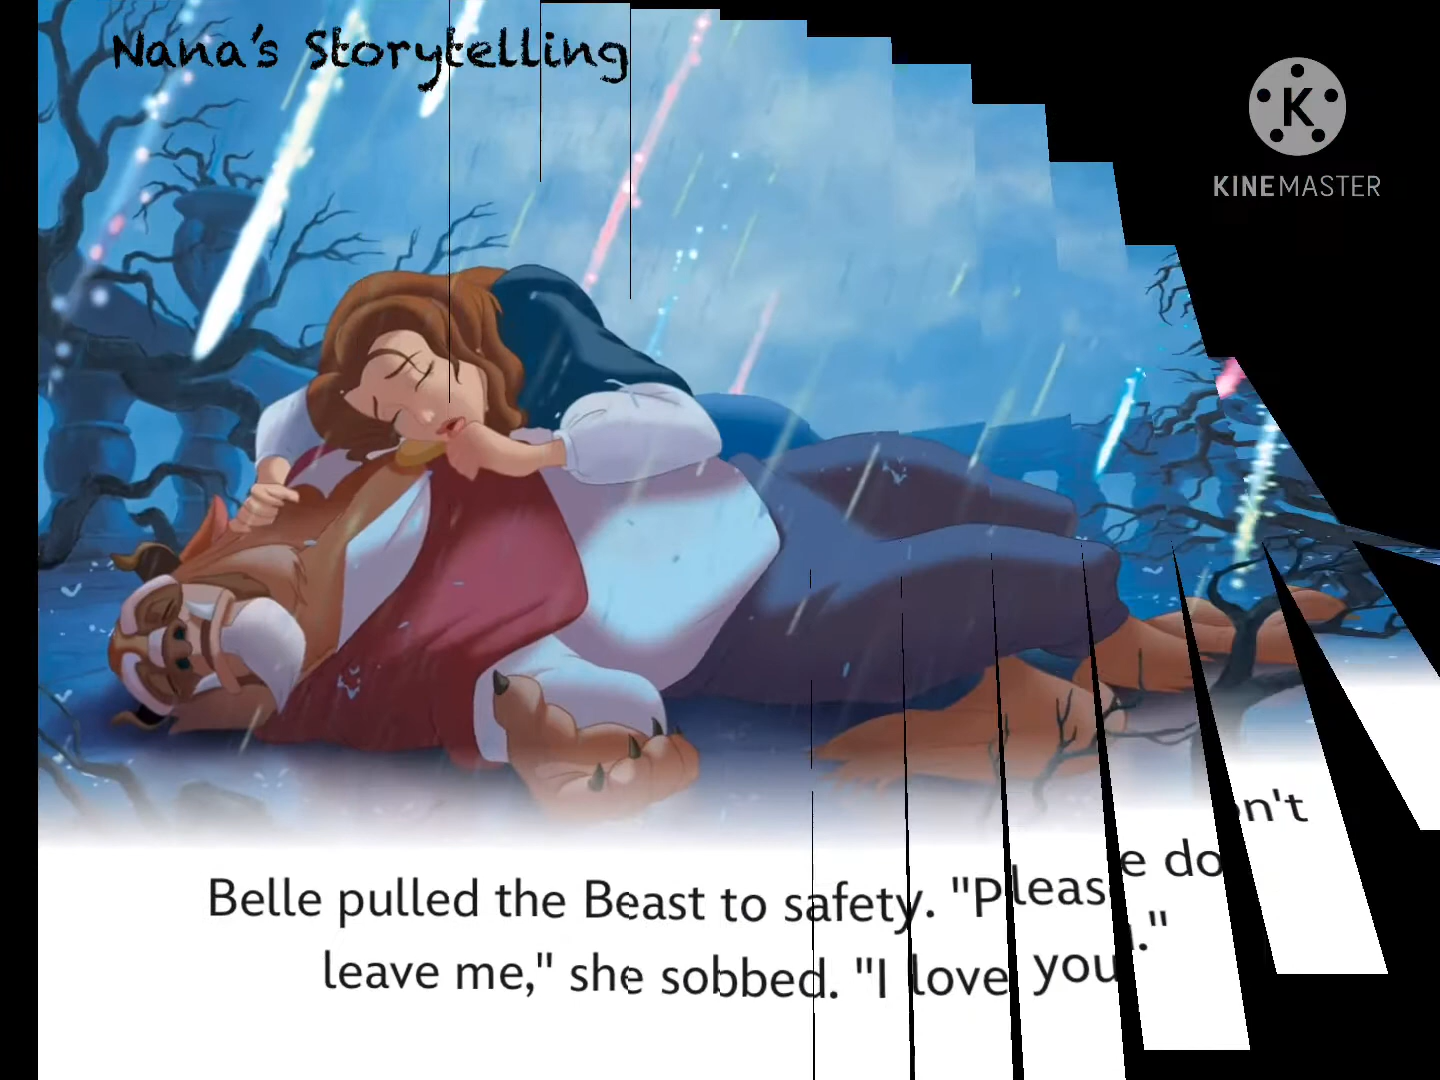 Nana's Storytelling
K
KINEMASTER
Belle pulled the Beast to safety. "Please don't
leave me," she sobbed. "I love you."